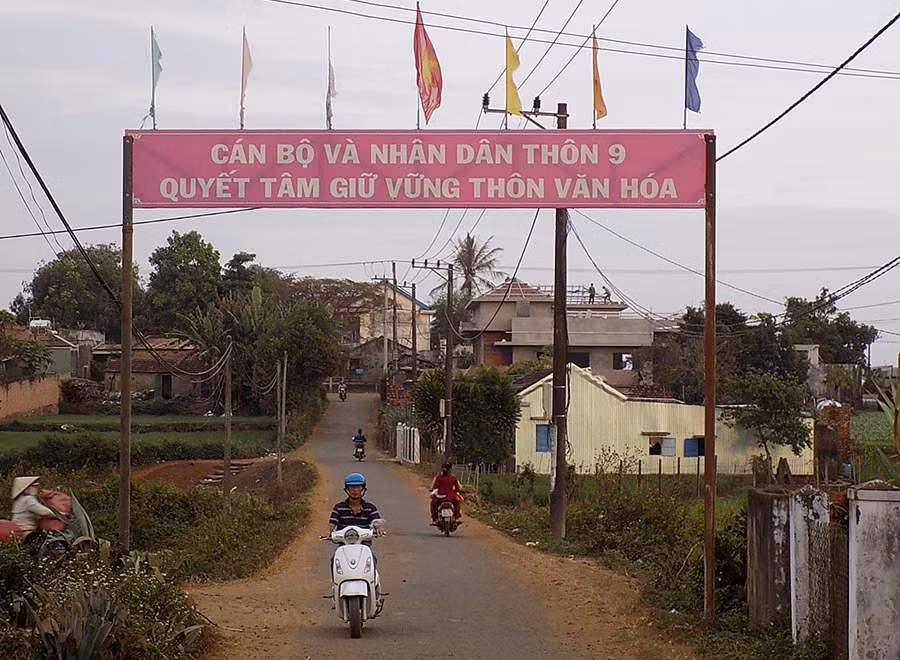 CÁN BỘ VÀ NHÂN DÂN THÔN 9
QUYẾT TÂM GIỮ VỮNG THÔN VĂN HÓA